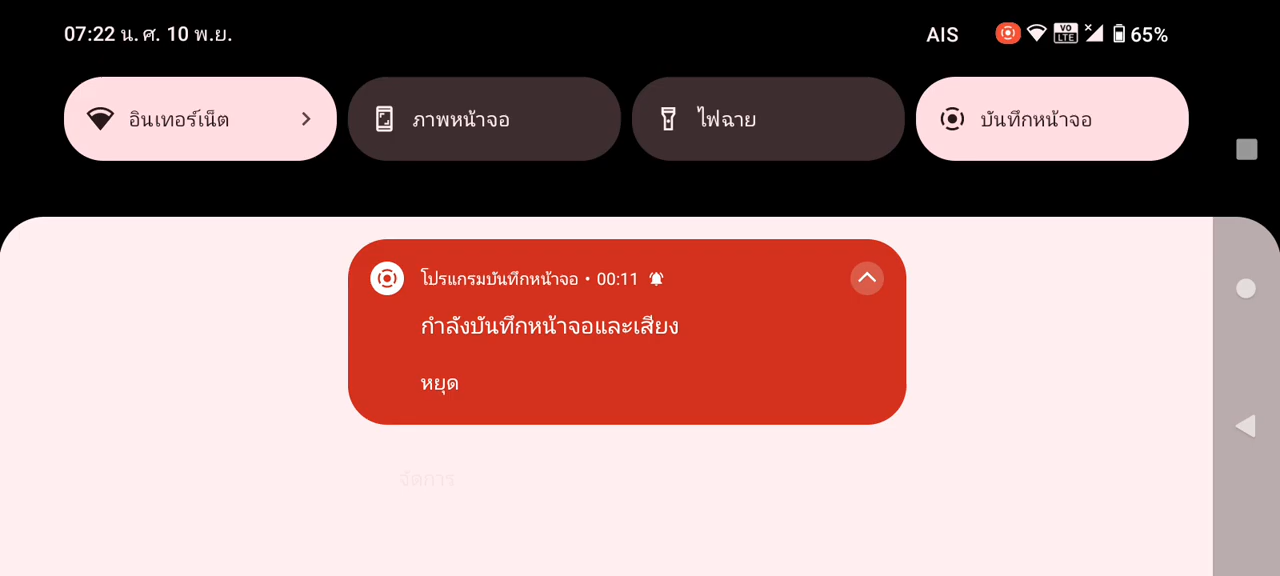 07:22 น. ศ. 10 พ.ย.
AIS
VO
LTE
65%
อินเทอร์เน็ต
ภาพหน้าจอ
ไฟฉาย
บันทึกหน้าจอ
โปรแกรมบันทึกหน้าจอ • 00:11
กำลังบันทึกหน้าจอและเสียง
หยุด
จัดการ